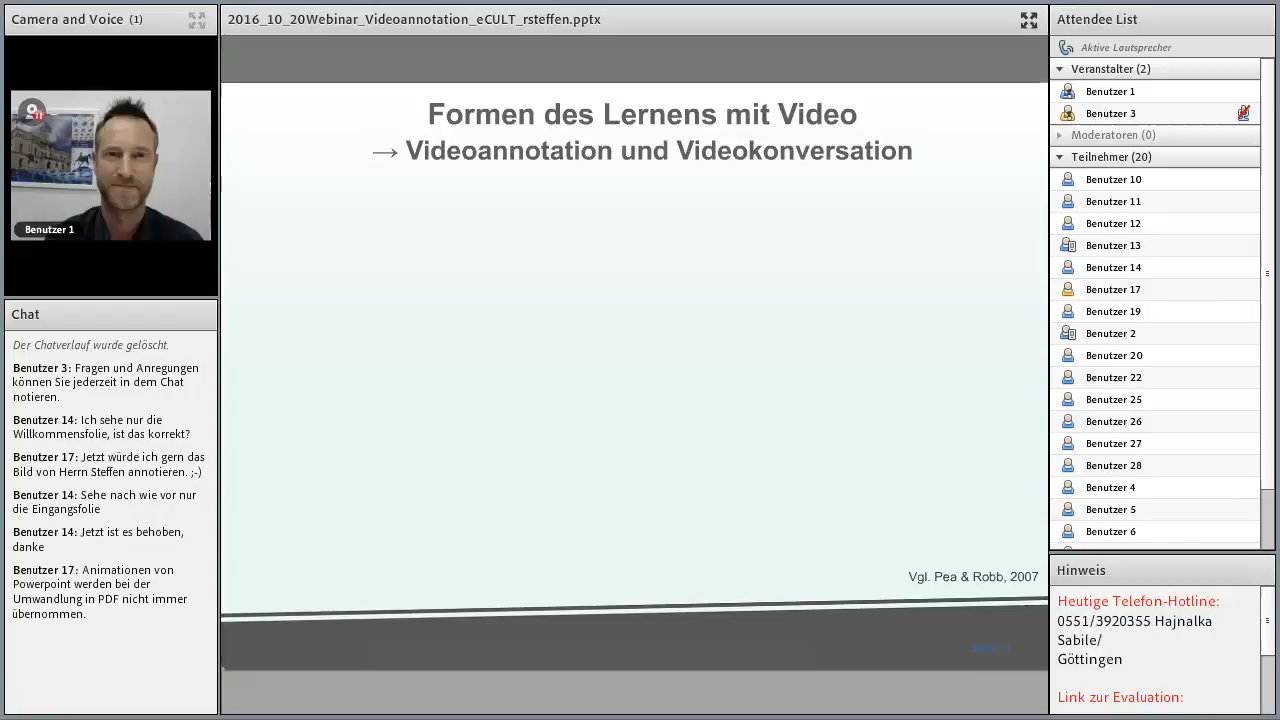 Camera and Voice (1)
Benutzer 1
Chat
Der Chatverlauf wurde gelöscht.
Benutzer 3: Fragen und Anregungen
können Sie jederzeit in dem Chat
notieren.
Benutzer 14: Ich sehe nur die
Willkommensfolie, ist das korrekt?
Benutzer 17: Jetzt würde ich gern das
Bild von Herrn Steffen annotieren. ;-)
Benutzer 14: Sehe nach wie vor nur
die Eingangsfolie
Benutzer 14: Jetzt ist es behoben,
danke
Benutzer 17: Animationen von
Powerpoint werden bei der
Umwandlung in PDF nicht immer
übernommen.
2016_10_20Webinar_Videoannotation_eCULT_rsteffen.pptx
Formen des Lernens mit Video
→ Videoannotation und Videokonversation
Vgl. Pea & Robb, 2007
Attendee List
Aktive Lautsprecher
Veranstalter (2)
Benutzer 1
Benutzer 3
Moderatoren (0)
Teilnehmer (20)
Benutzer 10
Benutzer 11
Benutzer 12
Benutzer 13
Benutzer 14
Benutzer 17
Benutzer 19
Benutzer 2
Benutzer 20
Benutzer 22
Benutzer 25
Benutzer 26
Benutzer 27
Benutzer 28
Benutzer 4
Benutzer 5
Benutzer 6
Hinweis
Heutige Telefon-Hotline:
0551/3920355 Hajnalka
Sabile/
Göttingen
Link zur Evaluation: